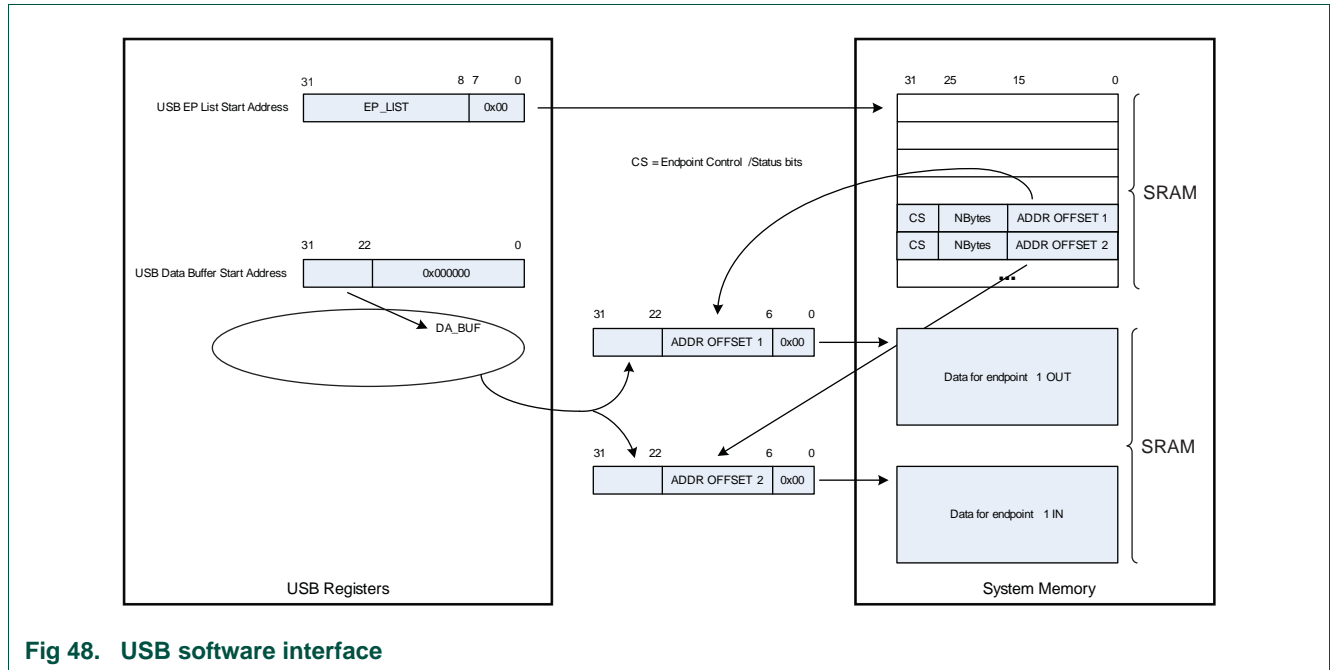 31 8 7 0
USB EP List Start Address EP_LIST 0x00
31 22 0
USB Data Buffer Start Address 0x000000
DA_BUF
USB Registers
CS = Endpoint Control /Status bits
31 22 6 0
ADDR OFFSET 1 0x00
31 22 6 0
ADDR OFFSET 2 0x00
31 25 15 0
CS NBytes ADDR OFFSET 1
CS NBytes ADDR OFFSET 2
...
SRAM
Data for endpoint 1 OUT
Data for endpoint 1 IN
SRAM
System Memory
Fig 48. USB software interface